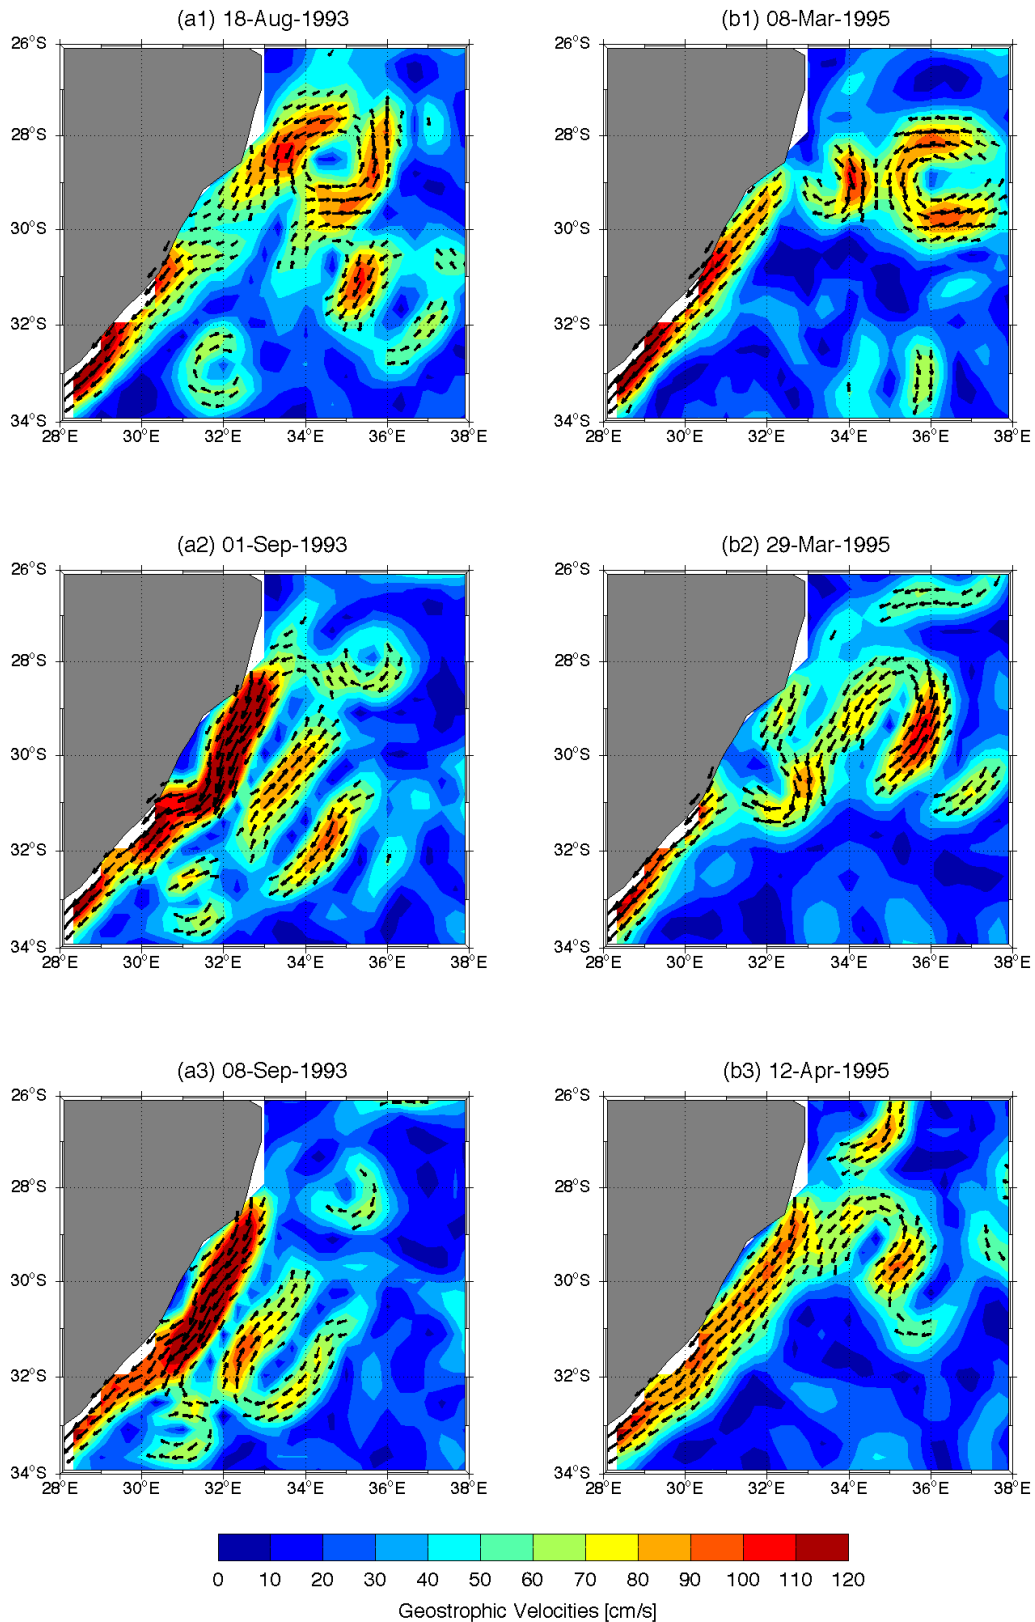 (a1) 18-Aug-1993
26°S
28°S
30°S
32°S
34°S
28°E 30°E 32°E 34°E 36°E 38°E
(b1) 08-Mar-1995
26°S
28°S
30°S
32°S
34°S
28°E 30°E 32°E 34°E 36°E 38°E
(a2) 01-Sep-1993
26°S
28°S
30°S
32°S
34°S
28°E 30°E 32°E 34°E 36°E 38°E
(b2) 29-Mar-1995
26°S
28°S
30°S
32°S
34°S
28°E 30°E 32°E 34°E 36°E 38°E
(a3) 08-Sep-1993
26°S
28°S
30°S
32°S
34°S
28°E 30°E 32°E 34°E 36°E 38°E
(b3) 12-Apr-1995
26°S
28°S
30°S
32°S
34°S
28°E 30°E 32°E 34°E 36°E 38°E
0 10 20 30 40 50 60 70 80 90 100 110 120
Geostrophic Velocities [cm/s]